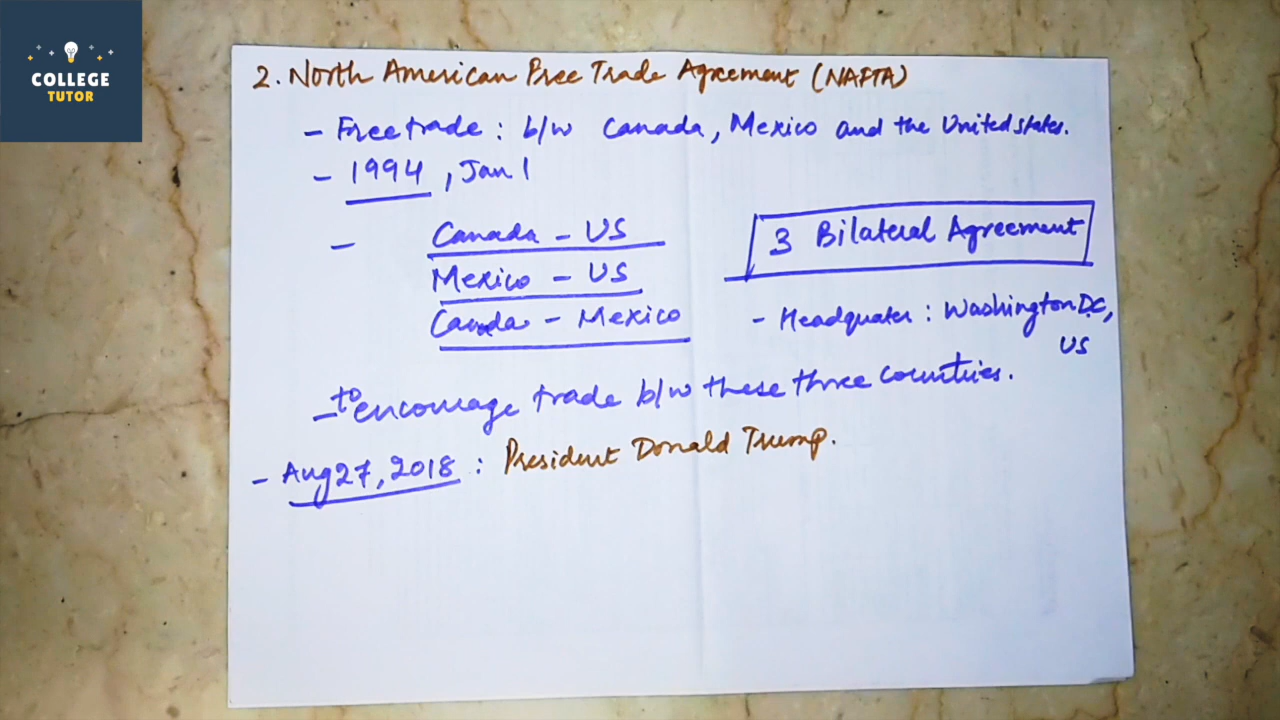 COLLEGE
TUTOR
2. North American Free Trade Agreement (NAFTA)
- Free trade : b/w Canada, Mexico and the United states.
- 1994, Jan 1
- Canada - US
Mexico - US
Canada - Mexico
3 Bilateral Agreement
- Headquater : Washington D.C,
US
- to encourage trade b/w these three countries.
- Aug 27, 2018 : President Donald Trump.